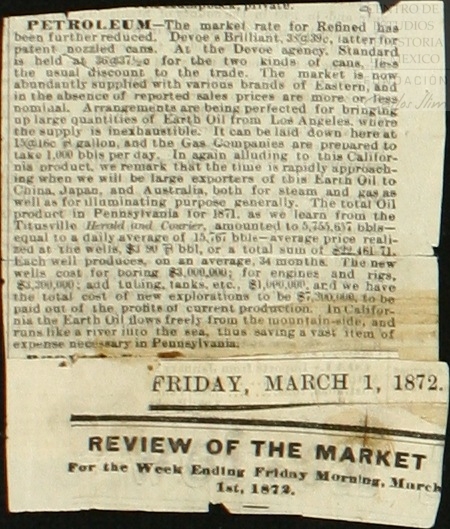 private.
PETROLEUM—The market rate for Refined has
been further reduced. Devoe's Brilliant, 38@39c, latter for
patent nozzled cans. At the Devoe agency, Standard
is held at 36@37½c for the two kinds of cans, less
the usual discount to the trade. The market is now
abundantly supplied with various brands of Eastern, and
in the absence of reported sales prices are more or less
nominal. Arrangements are being perfected for bringing
up large quantities of Earth Oil from Los Angeles, where
the supply is inexhaustible. It can be laid down here at
15@16c ℔ gallon, and the Gas Companies are prepared to
take 1,000 bbls per day. In again alluding to this Califor-
nia product, we remark that the time is rapidly approach-
ing when we will be large exporters of this Earth Oil to
China, Japan, and Australia, both for steam and gas as
well as for illuminating purpose generally. The total Oil
product in Pennsylvania for 1871, as we learn from the
Titusville Herald and Courier, amounted to bbls—
equal to a daily average of bbls—average price reali-
zed at the wells, bbl, or a total sum of
Each well produces, on an average, 34 months. The new
wells cost for boring $3,000,000; for engines and rigs,
$3,300,000; add tubing, tanks, etc., $1,000,000, and we have
the total cost of new explorations to be $7,300,000, to be
paid out of the profits of current production. In Califor-
nia the Earth Oil flows freely from the mountain-side, and
runs like a river into the sea, thus saving a vast item of
expense necessary in Pennsylvania.
FRIDAY, MARCH 1, 1872.
REVIEW OF THE MARKET
For the Week Ending Friday Morning, March
1st, 1872.